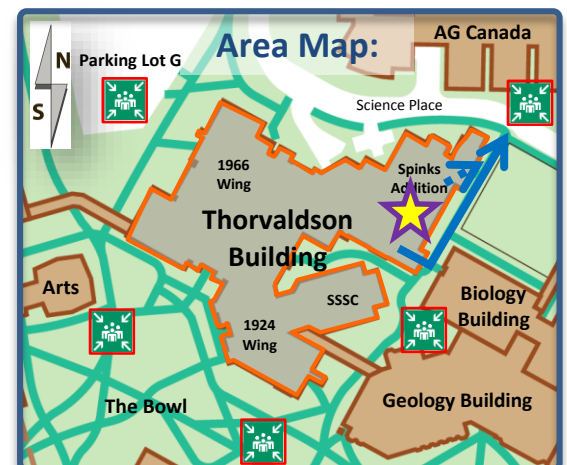 Area Map:
AG Canada
N
S
Parking Lot G
Science Place
1966
Wing
Spinks
Addition
Thorvaldson
Building
Arts
SSSC
Biology
Building
1924
Wing
The Bowl
Geology Building